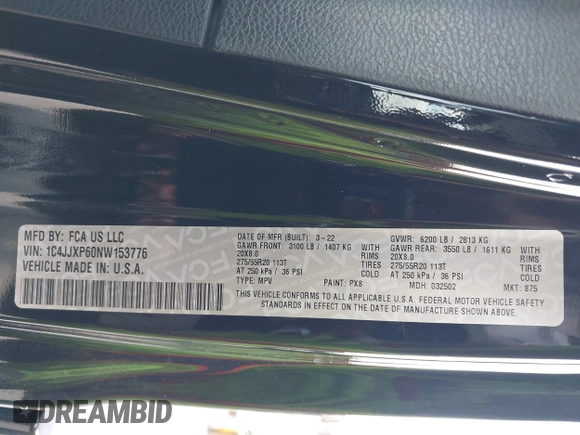 MFD BY: FCA US LLC
VIN: 1C4JJXP60NW153776
VEHICLE MADE IN: U.S.A.
DATE OF MFR (BUILT): 3-22
GAWR FRONT: 3100 LB / 1407 KG
WITH
20X8.0 RIMS
275/55R20 113T TIRES
AT 250 kPa / 36 PSI COLD
TYPE: MPV PAINT: PX8
GVWR: 6200 LB / 2813 KG
GAWR REAR: 3550 LB / 1611 KG
WITH
20X8.0 RIMS
275/55R20 113T TIRES
AT 250 kPa / 36 PSI COLD
MDH: 032502 MKT: 875
THIS VEHICLE CONFORMS TO ALL APPLICABLE U.S.A. FEDERAL MOTOR VEHICLE SAFETY
STANDARDS IN EFFECT ON THE DATE OF MANUFACTURE SHOWN ABOVE.
DREAMBID